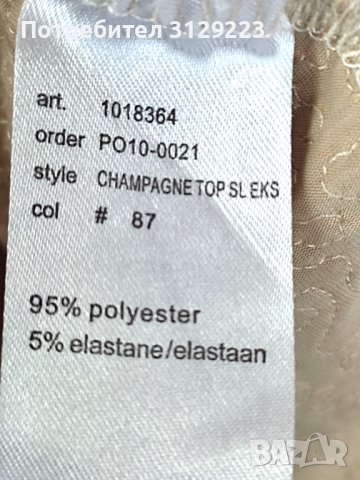 Потребител 3129223.
art. 1018364
order PO10-0021
style CHAMPAGNE TOP SL EKS
col # 87
95% polyester
5% elastane/elastaan
BAZAR